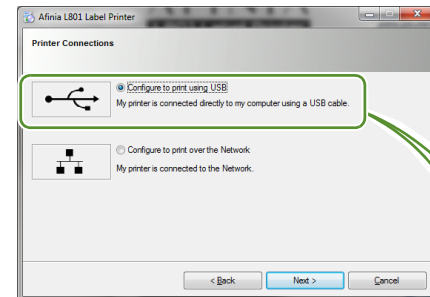 Afinia L801 Label Printer
Printer Connections
Configure to print using USB
My printer is connected directly to my computer using a USB cable.
Configure to print over the Network
My printer is connected to the Network.
< Back Next > Cancel